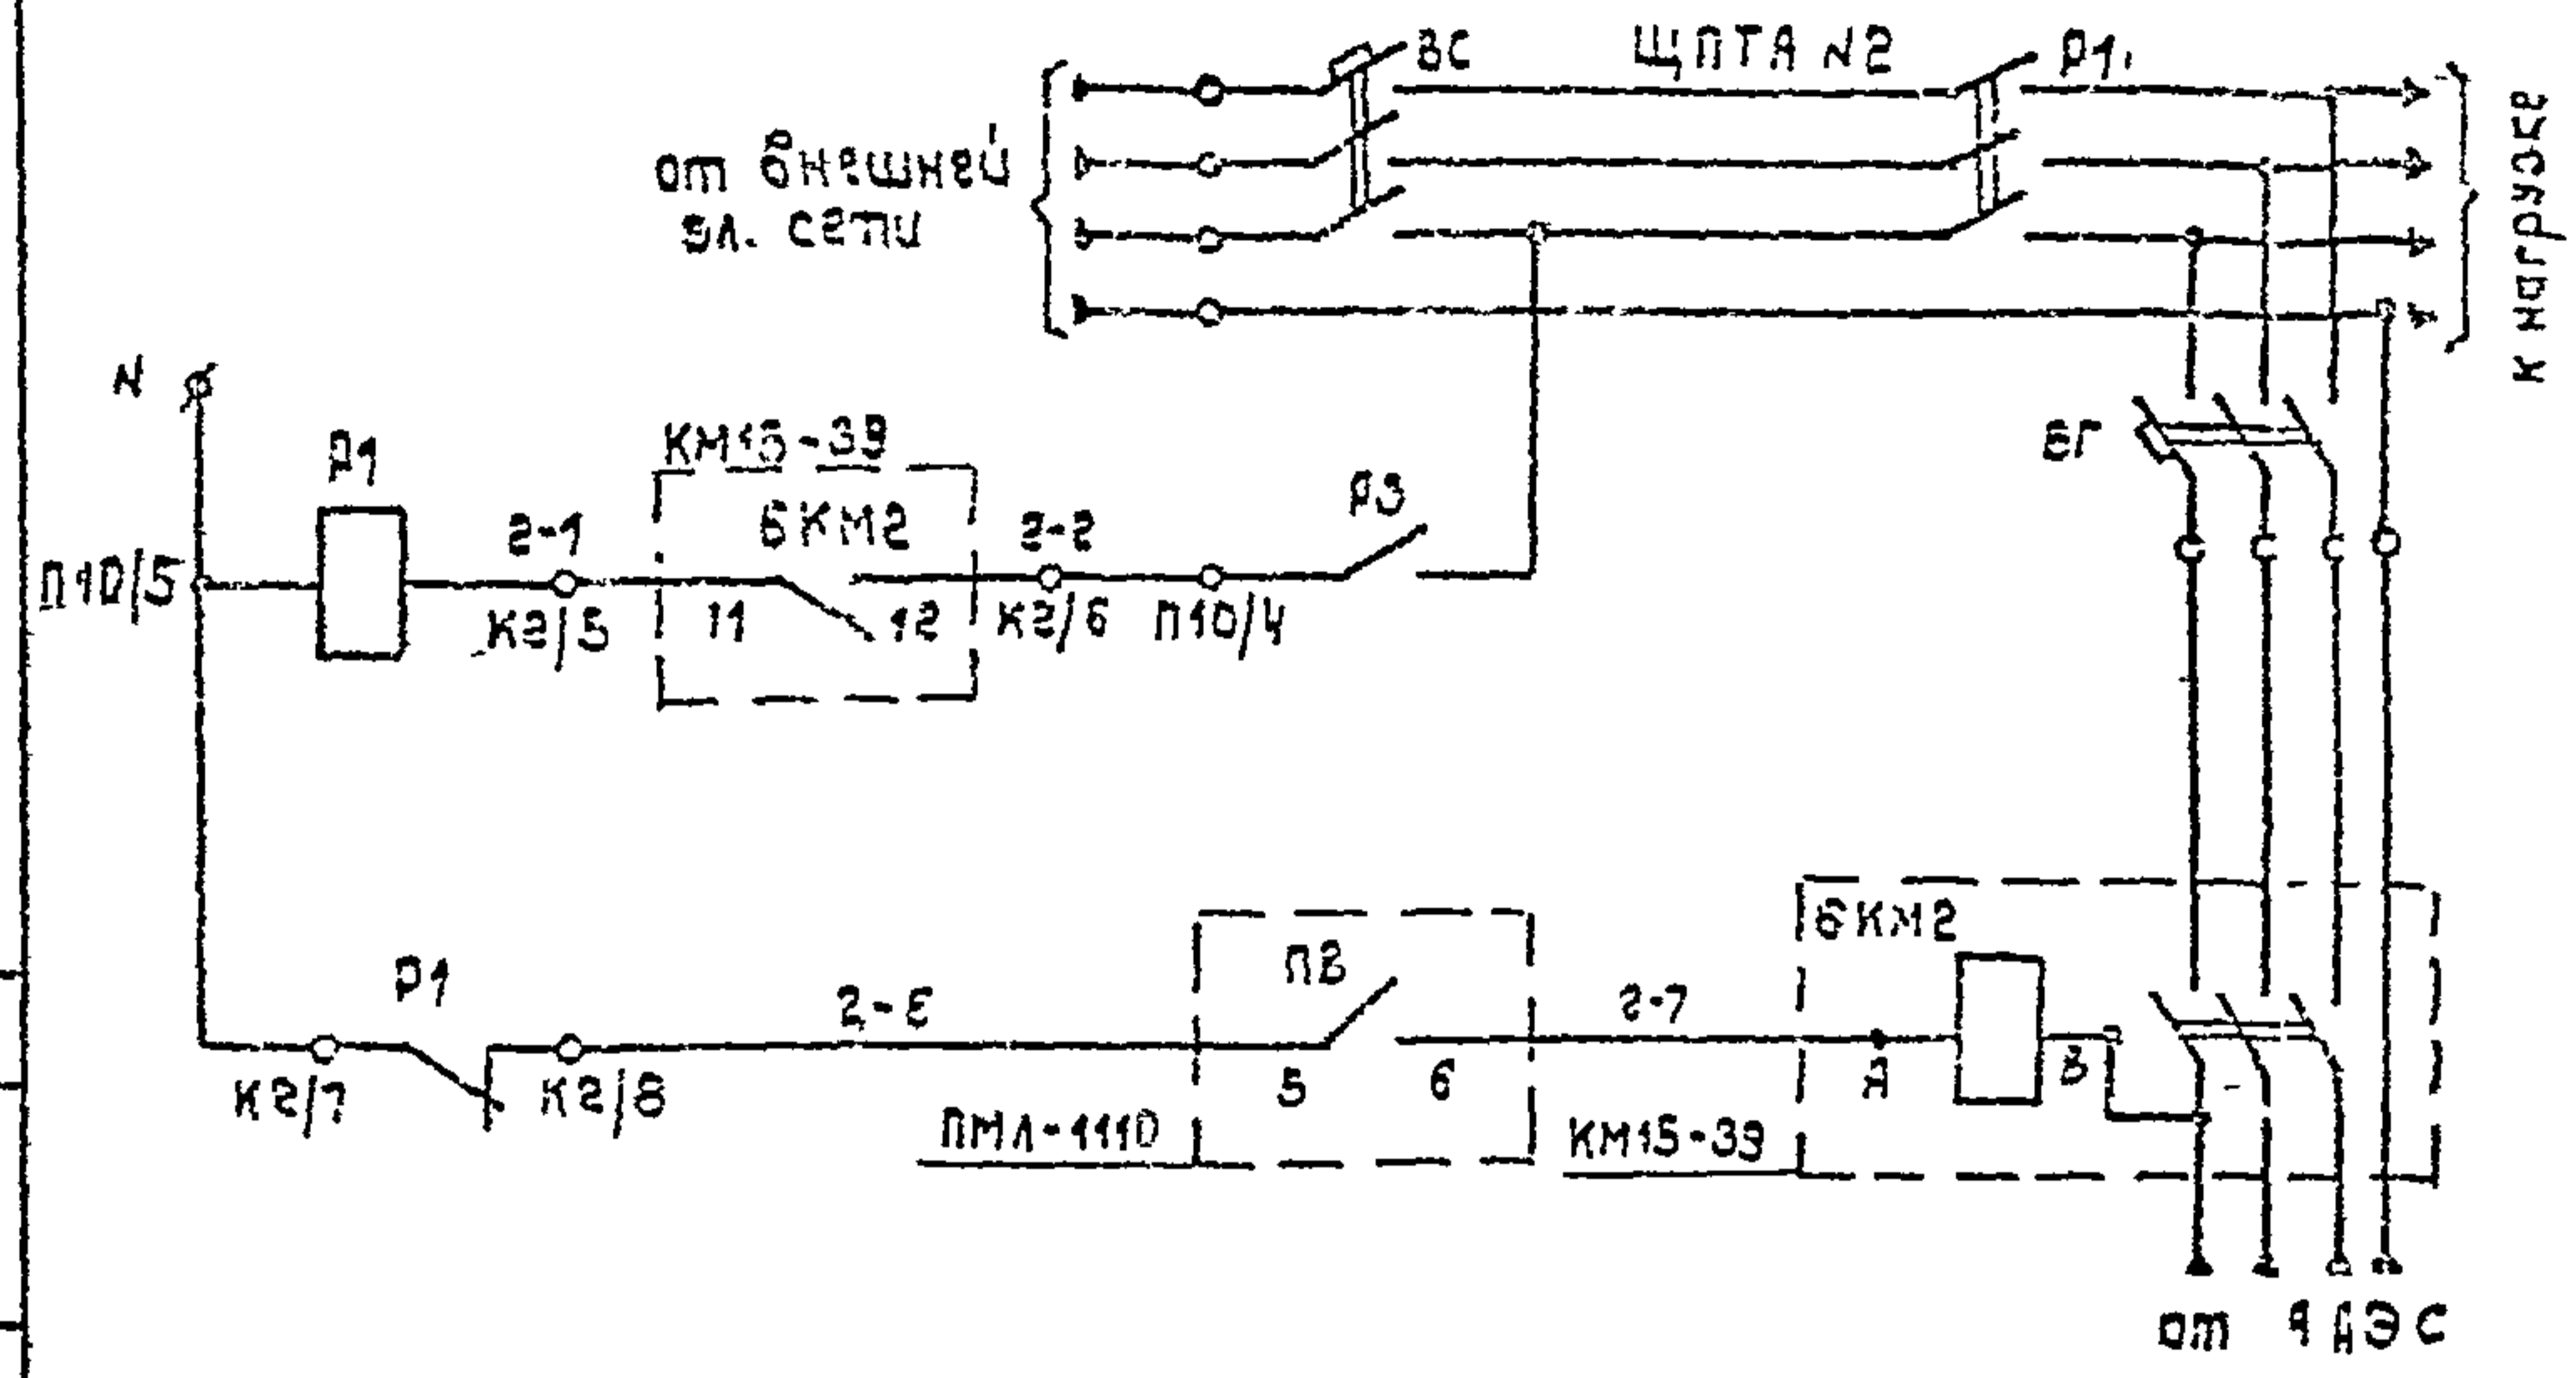 ВС
ЩПТА N2
Р1
от внешней
эл. сети
к нагрузке
N
Р1
КМ15-39
БКМ2
2-1
2-2
Р3
ВГ
П10/5
К2/5
11
12
К2/6
П10/4
Р1
2-6
ПВ
2-7
БКМ2
К2/7
К2/8
5
6
А
В
ПМЛ-1110
КМ15-39
от АДЭС